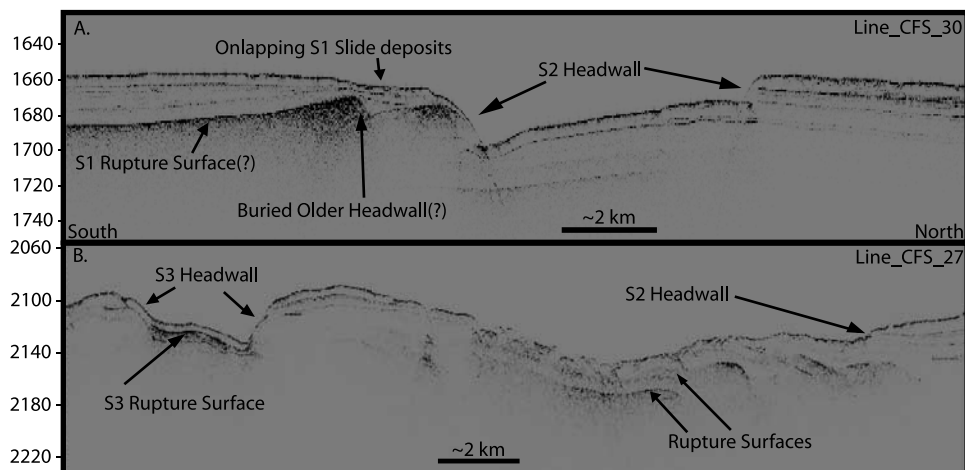 A.
Line_CFS_30
1640
Onlapping S1 Slide deposits
S2 Headwall
1660
1680
S1 Rupture Surface(?)
1700
1720
Buried Older Headwall(?)
~2 km
1740
South
North
2060
B.
Line_CFS_27
S3 Headwall
S2 Headwall
2100
2140
S3 Rupture Surface
2180
Rupture Surfaces
~2 km
2220